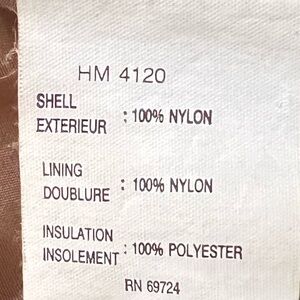 HM 4120
SHELL
EXTERIEUR : 100% NYLON
LINING
DOUBLURE : 100% NYLON
INSULATION
INSOLEMENT : 100% POLYESTER
RN 69724